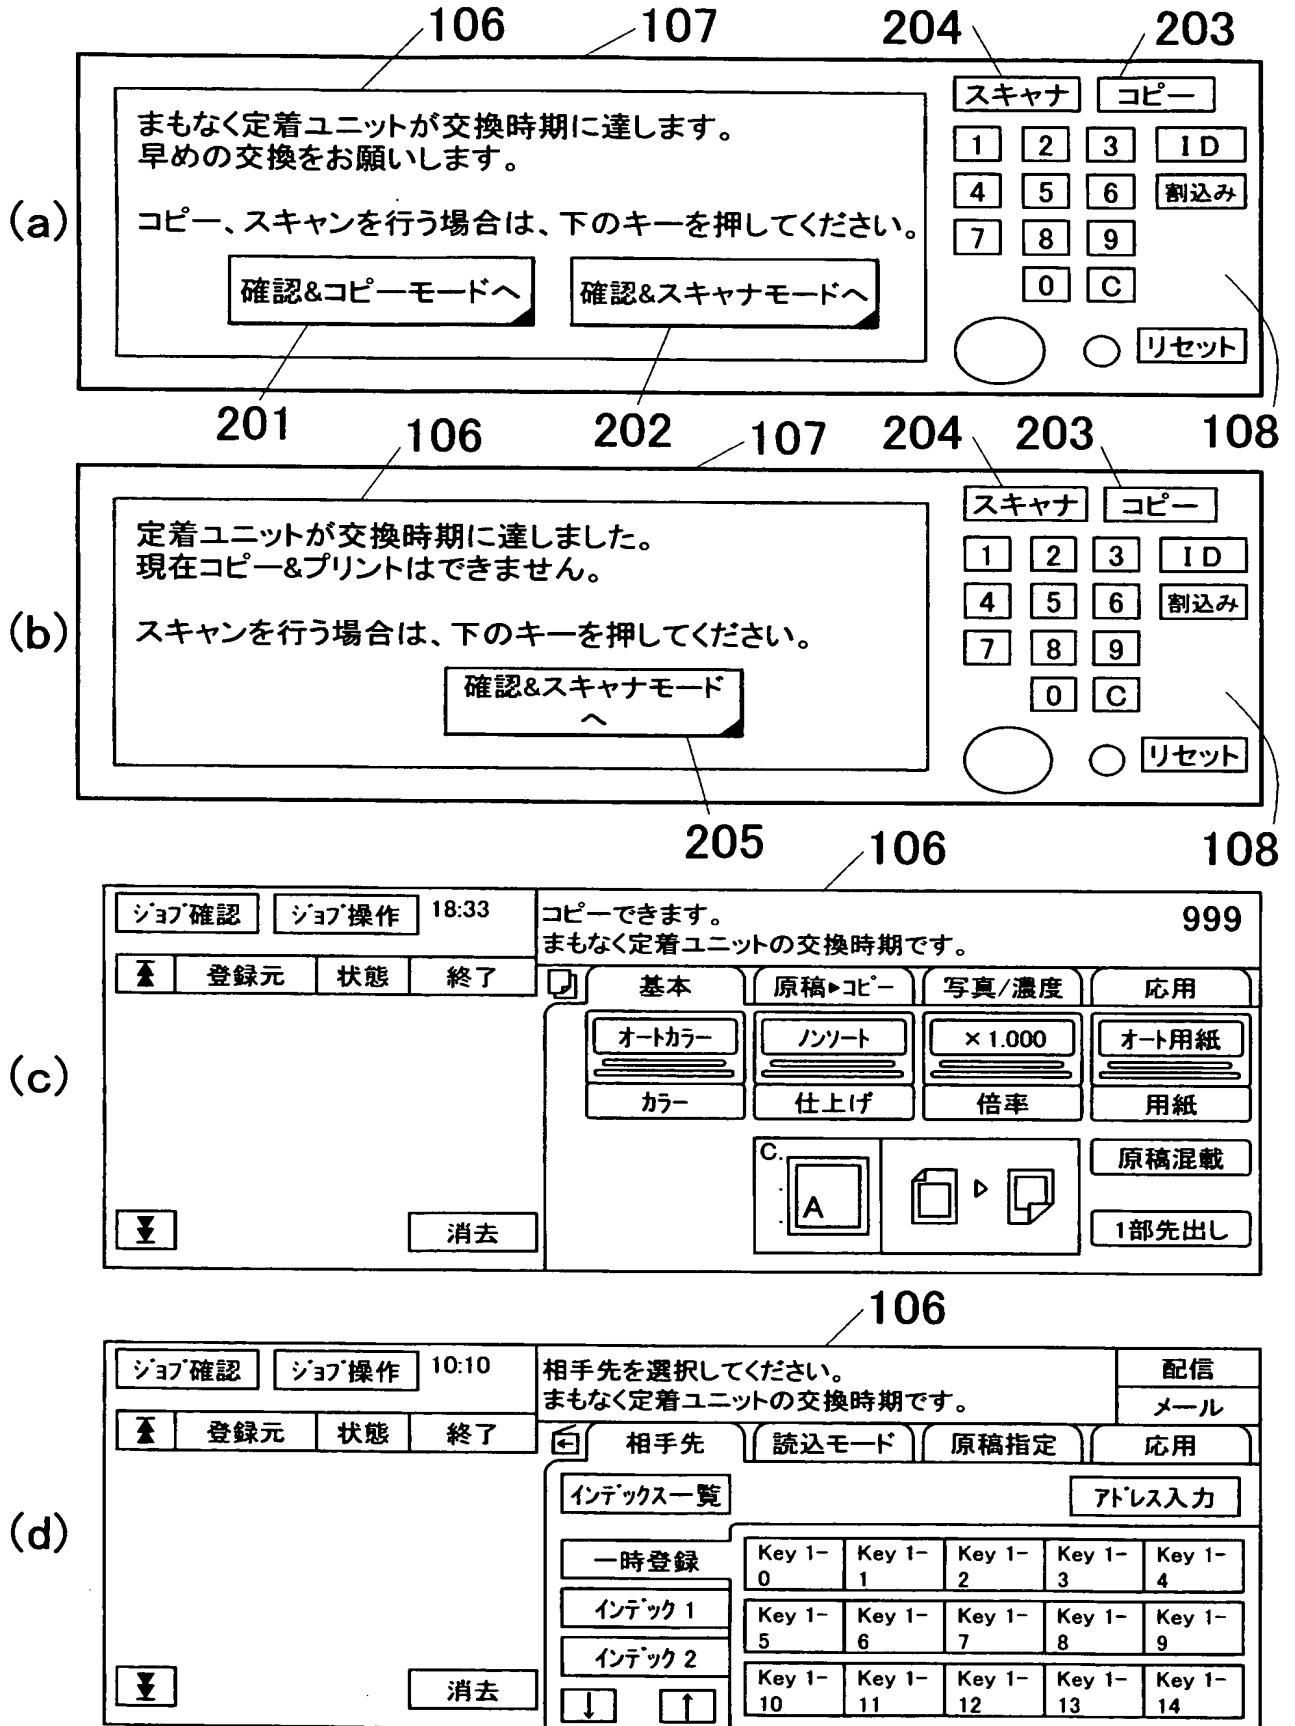 106
107
204
203
(a)
まもなく定着ユニットが交換時期に達します。
早めの交換をお願いします。
コピー、スキャンを行う場合は、下のキーを押してください。
確認&コピーモードへ
確認&スキャナモードへ
スキャナ
コピー
1 2 3 ID
4 5 6 割込み
7 8 9
0 C
リセット
201
202
108
106
107
204
203
(b)
定着ユニットが交換時期に達しました。
現在コピー&プリントはできません。
スキャンを行う場合は、下のキーを押してください。
確認&スキャナモード
へ
スキャナ
コピー
1 2 3 ID
4 5 6 割込み
7 8 9
0 C
リセット
205
108
106
(c)
ジョブ確認
ジョブ操作
18:33
登録元 状態 終了
消去
コピーできます。
まもなく定着ユニットの交換時期です。
999
基本 原稿▶コピー 写真/濃度 応用
オートカラー ノンソート ×1.000 オート用紙
カラー 仕上げ 倍率 用紙
C.
A
原稿混載
1部先出し
106
(d)
ジョブ確認
ジョブ操作
10:10
登録元 状態 終了
消去
相手先を選択してください。
まもなく定着ユニットの交換時期です。
配信
メール
相手先 読込モード 原稿指定 応用
インデックス一覧
アドレス入力
一時登録
インデック 1
インデック 2
↓ ↑
Key 1- Key 1- Key 1- Key 1- Key 1-
0 1 2 3 4
Key 1- Key 1- Key 1- Key 1- Key 1-
5 6 7 8 9
Key 1- Key 1- Key 1- Key 1- Key 1-
10 11 12 13 14